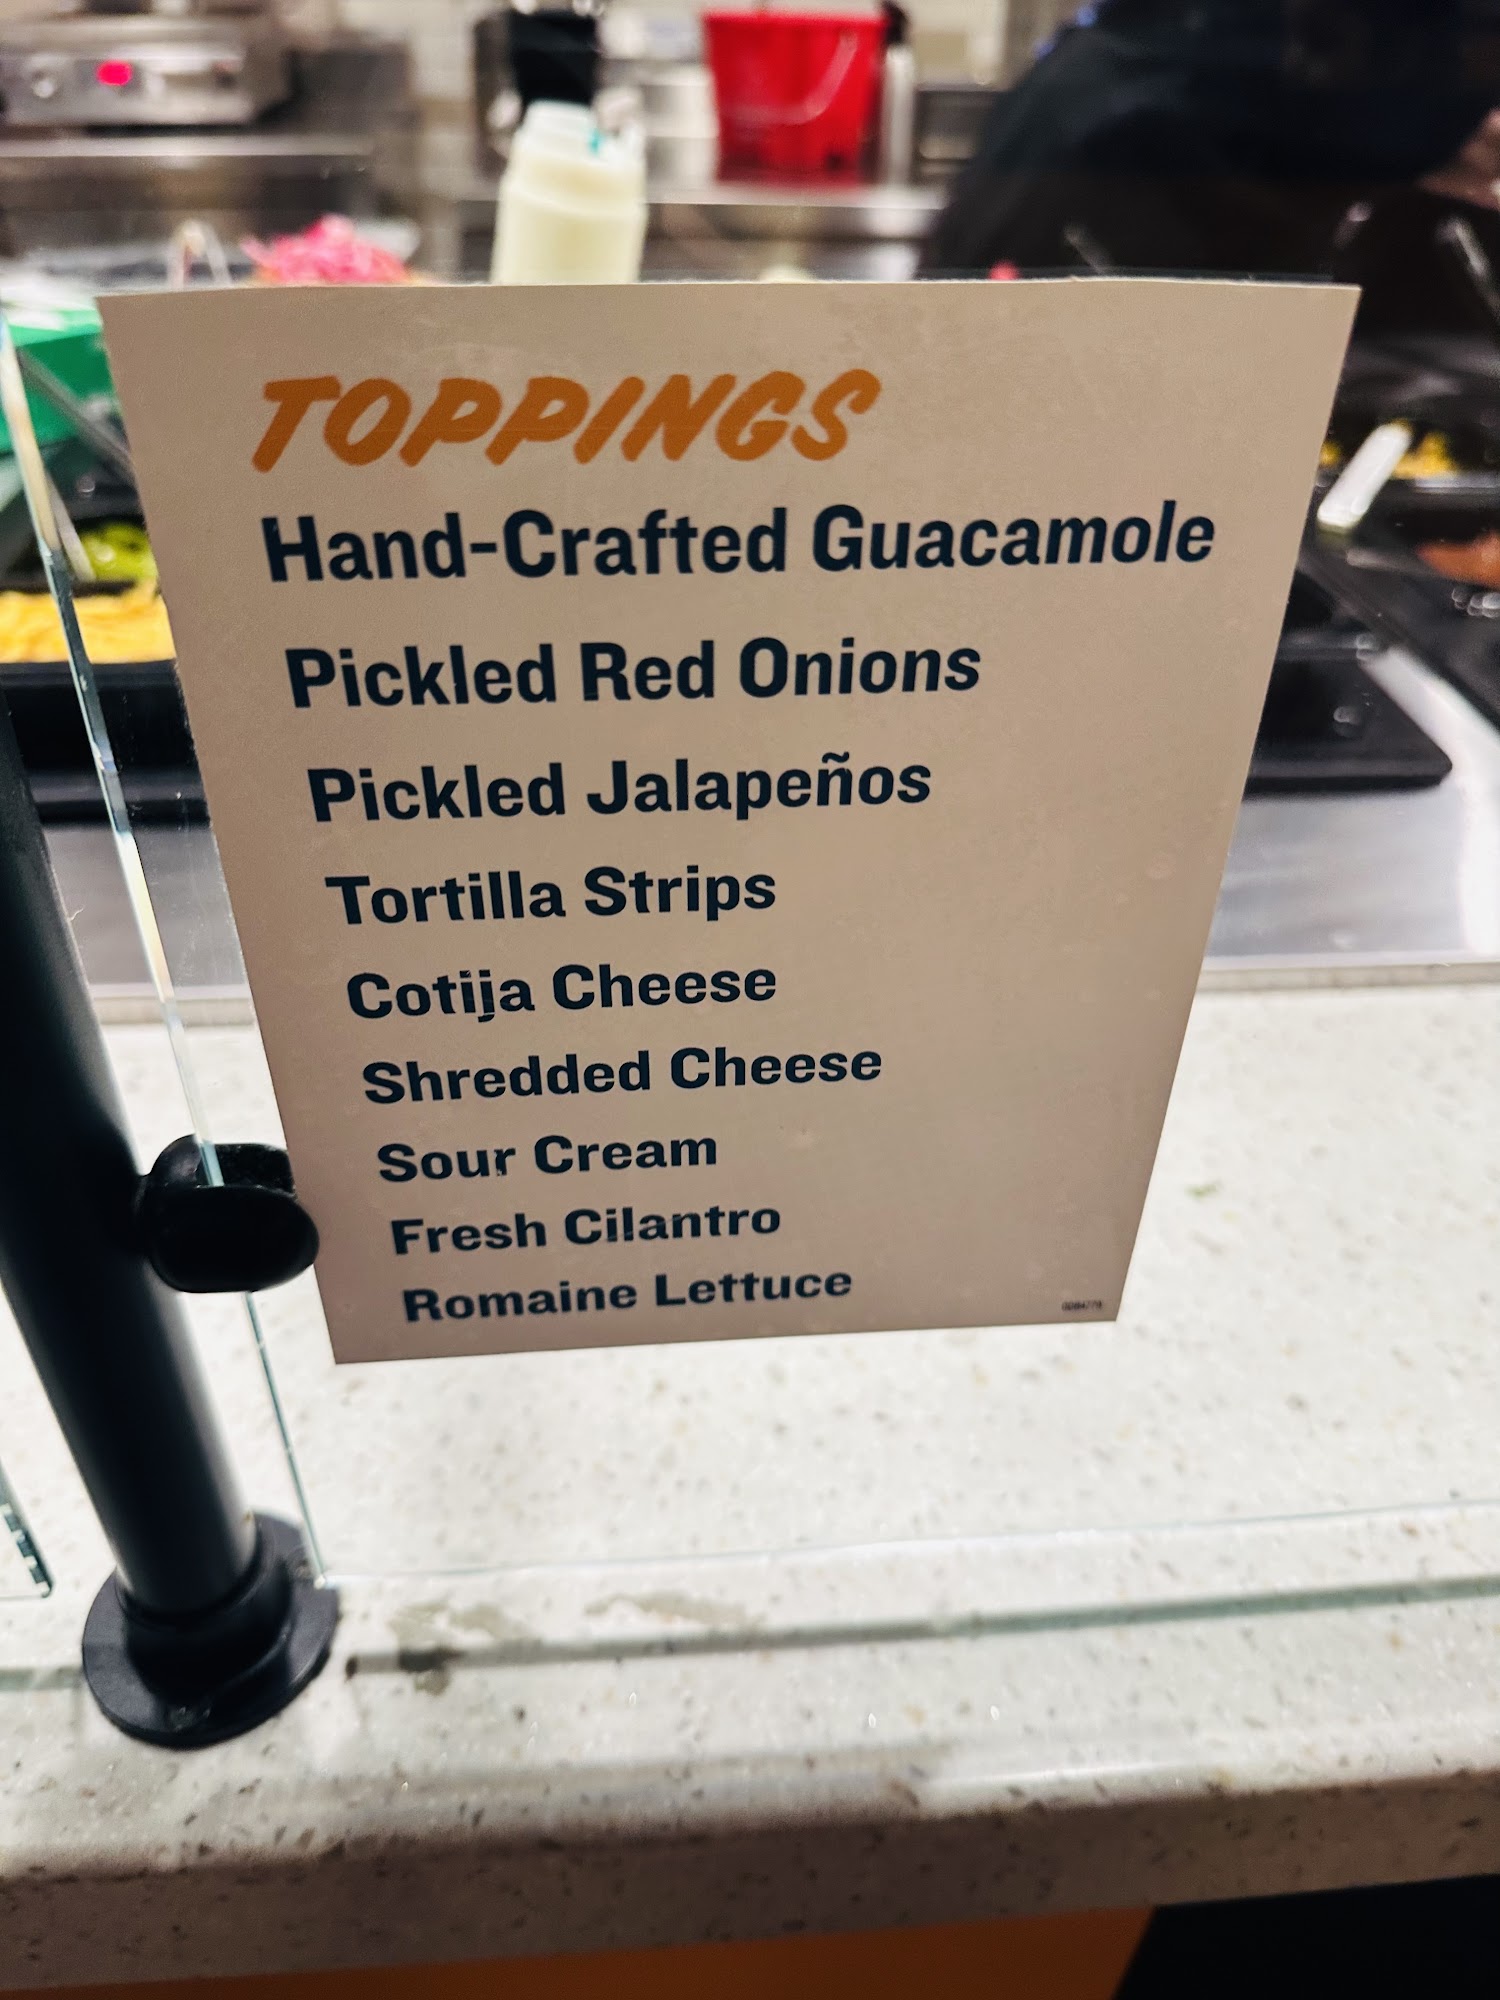 TOPPINGS
Hand-Crafted Guacamole
Pickled Red Onions
Pickled Jalapeños
Tortilla Strips
Cotija Cheese
Shredded Cheese
Sour Cream
Fresh Cilantro
Romaine Lettuce